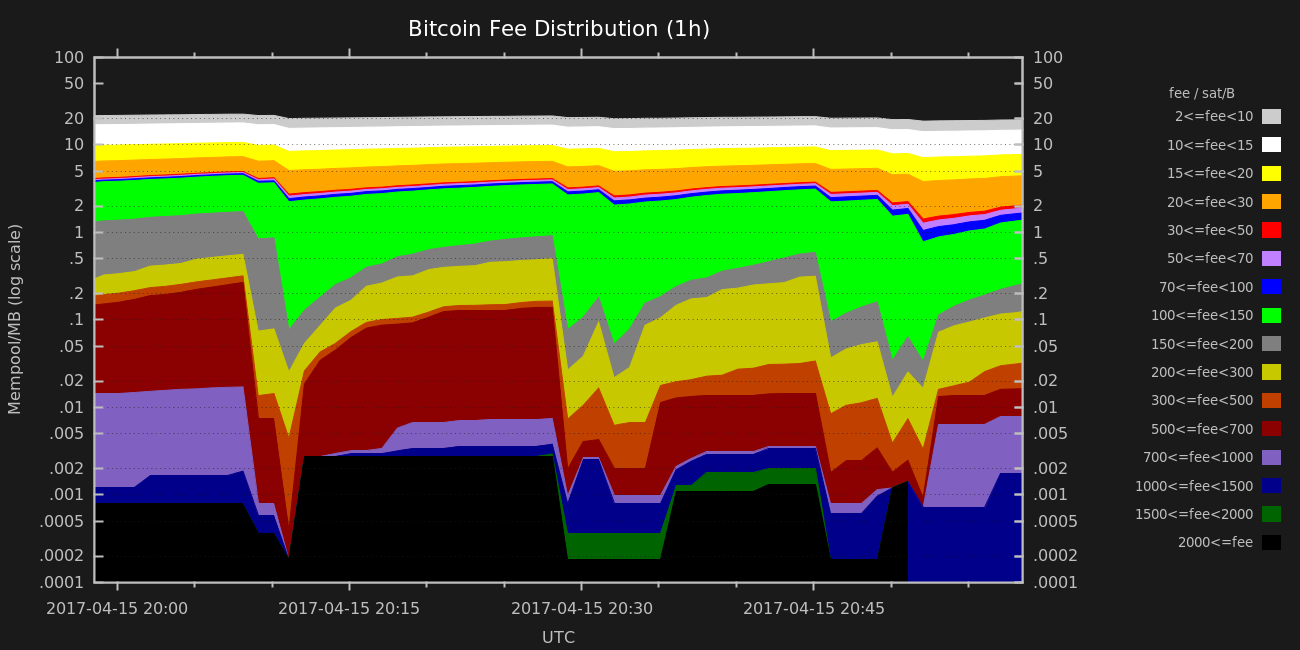 Bitcoin Fee Distribution (1h)
100 100
50 50
20 20
10 10
5 5
2 2
1 1
.5 .5
.2 .2
.1 .1
.05 .05
.02 .02
.01 .01
.005 .005
.002 .002
.001 .001
.0005 .0005
.0002 .0002
.0001 .0001
Mempool/MB (log scale)
2017-04-15 20:00 2017-04-15 20:15 2017-04-15 20:30 2017-04-15 20:45
UTC
fee / sat/B
2<=fee<10
10<=fee<15
15<=fee<20
20<=fee<30
30<=fee<50
50<=fee<70
70<=fee<100
100<=fee<150
150<=fee<200
200<=fee<300
300<=fee<500
500<=fee<700
700<=fee<1000
1000<=fee<1500
1500<=fee<2000
2000<=fee